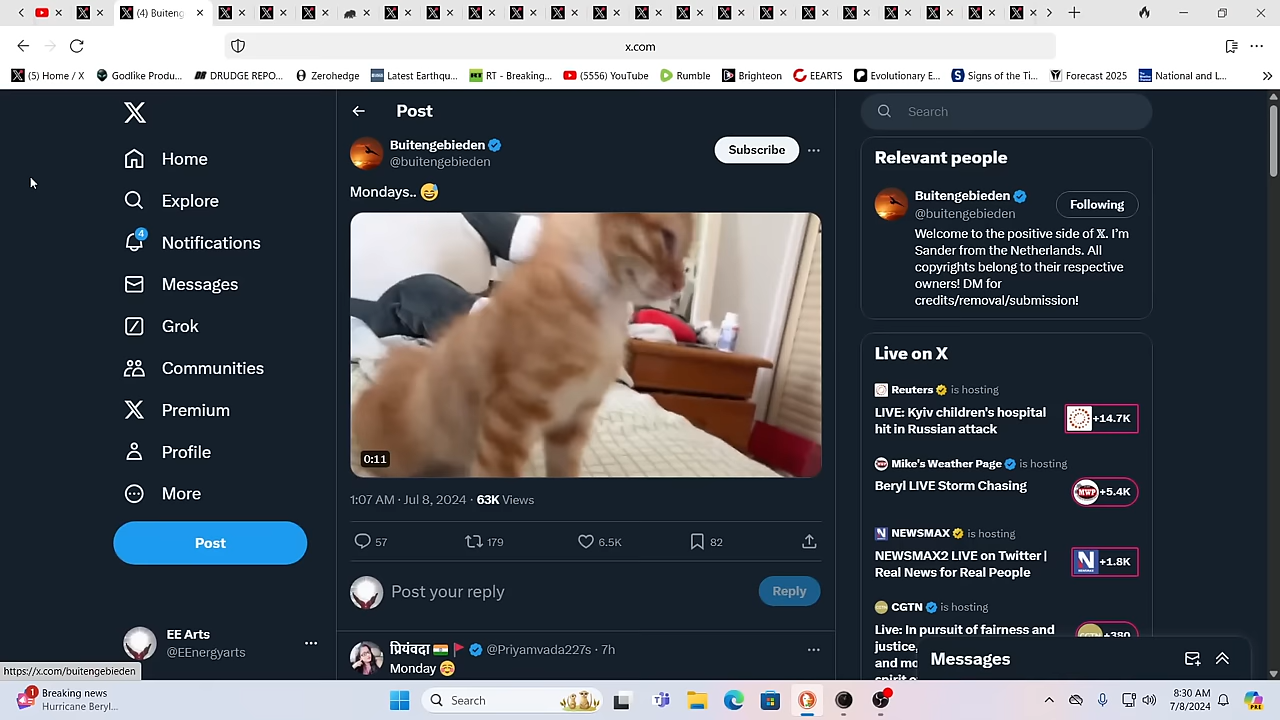 (4) Buiteng
x.com
(5) Home / X
Godlike Produ...
DRUDGE REPO...
Zerohedge
Latest Earthqu...
RT - Breaking...
(5556) YouTube
Rumble
Brighteon
EEARTS
Evolutionary E...
Signs of the Ti...
Forecast 2025
National and L...
Home
Explore
4
Notifications
Messages
Grok
Communities
Premium
Profile
More
Post
EE Arts
@EEnergyarts
https://x.com/buitengebieden
Post
Buitengebieden
@buitengebieden
Subscribe
Mondays.. 😅
0:11
1:07 AM · Jul 8, 2024 · 63K Views
57
179
6.5K
82
Post your reply
Reply
प्रियंवदा 🇮🇳 🚩 @Priyamvada227s · 7h
Monday ☺️
Search
Relevant people
Buitengebieden
@buitengebieden
Following
Welcome to the positive side of 𝕏. I'm
Sander from the Netherlands. All
copyrights belong to their respective
owners! DM for
credits/removal/submission!
Live on X
Reuters is hosting
LIVE: Kyiv children's hospital
hit in Russian attack
+14.7K
Mike's Weather Page is hosting
Beryl LIVE Storm Chasing
MWP
+5.4K
NEWSMAX is hosting
NEWSMAX2 LIVE on Twitter |
Real News for Real People
+1.8K
CGTN is hosting
Live: In pursuit of fairness and
justice,
and mo
+380
Messages
1
Breaking news
Hurricane Beryl...
Search
8:30 AM
7/8/2024
PRE